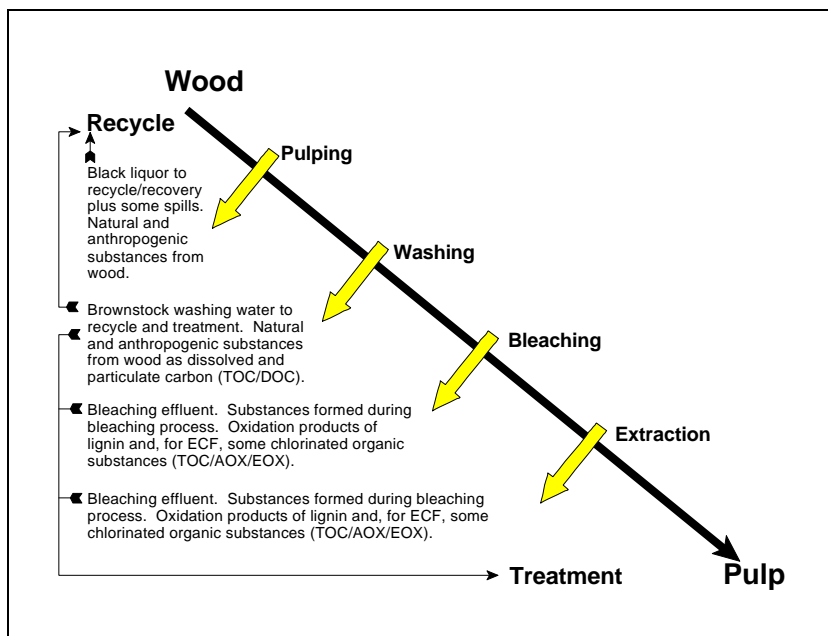 Wood
Recycle
Pulping
Black liquor to
recycle/recovery
plus some spills.
Natural and
anthropogenic
substances from
wood.
Washing
Brownstock washing water to
recycle and treatment.  Natural
and anthropogenic substances
from wood as dissolved and
particulate carbon (TOC/DOC).
Bleaching
Bleaching effluent.  Substances formed during
bleaching process.  Oxidation products of
lignin and, for ECF, some chlorinated organic
substances (TOC/AOX/EOX).
Extraction
Bleaching effluent.  Substances formed during bleaching
process.  Oxidation products of lignin and, for ECF, some
chlorinated organic substances (TOC/AOX/EOX).
Treatment
Pulp